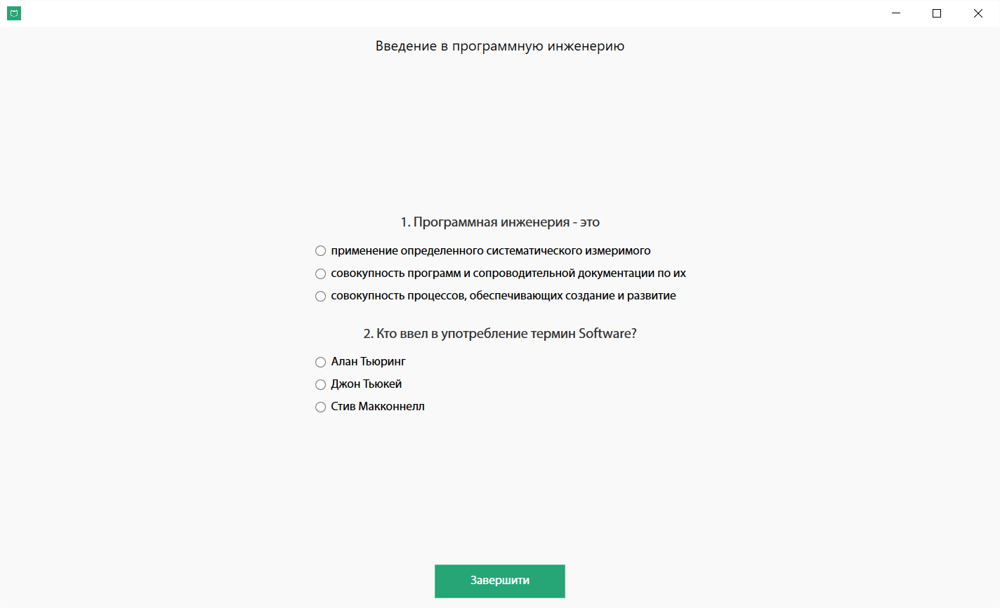 Введение в программную инженерию
1. Программная инженерия - это
применение определенного систематического измеримого
совокупность программ и сопроводительной документации по их
совокупность процессов, обеспечивающих создание и развитие
2. Кто ввел в употребление термин Software?
Алан Тьюринг
Джон Тьюкей
Стив Макконнелл
Завершити